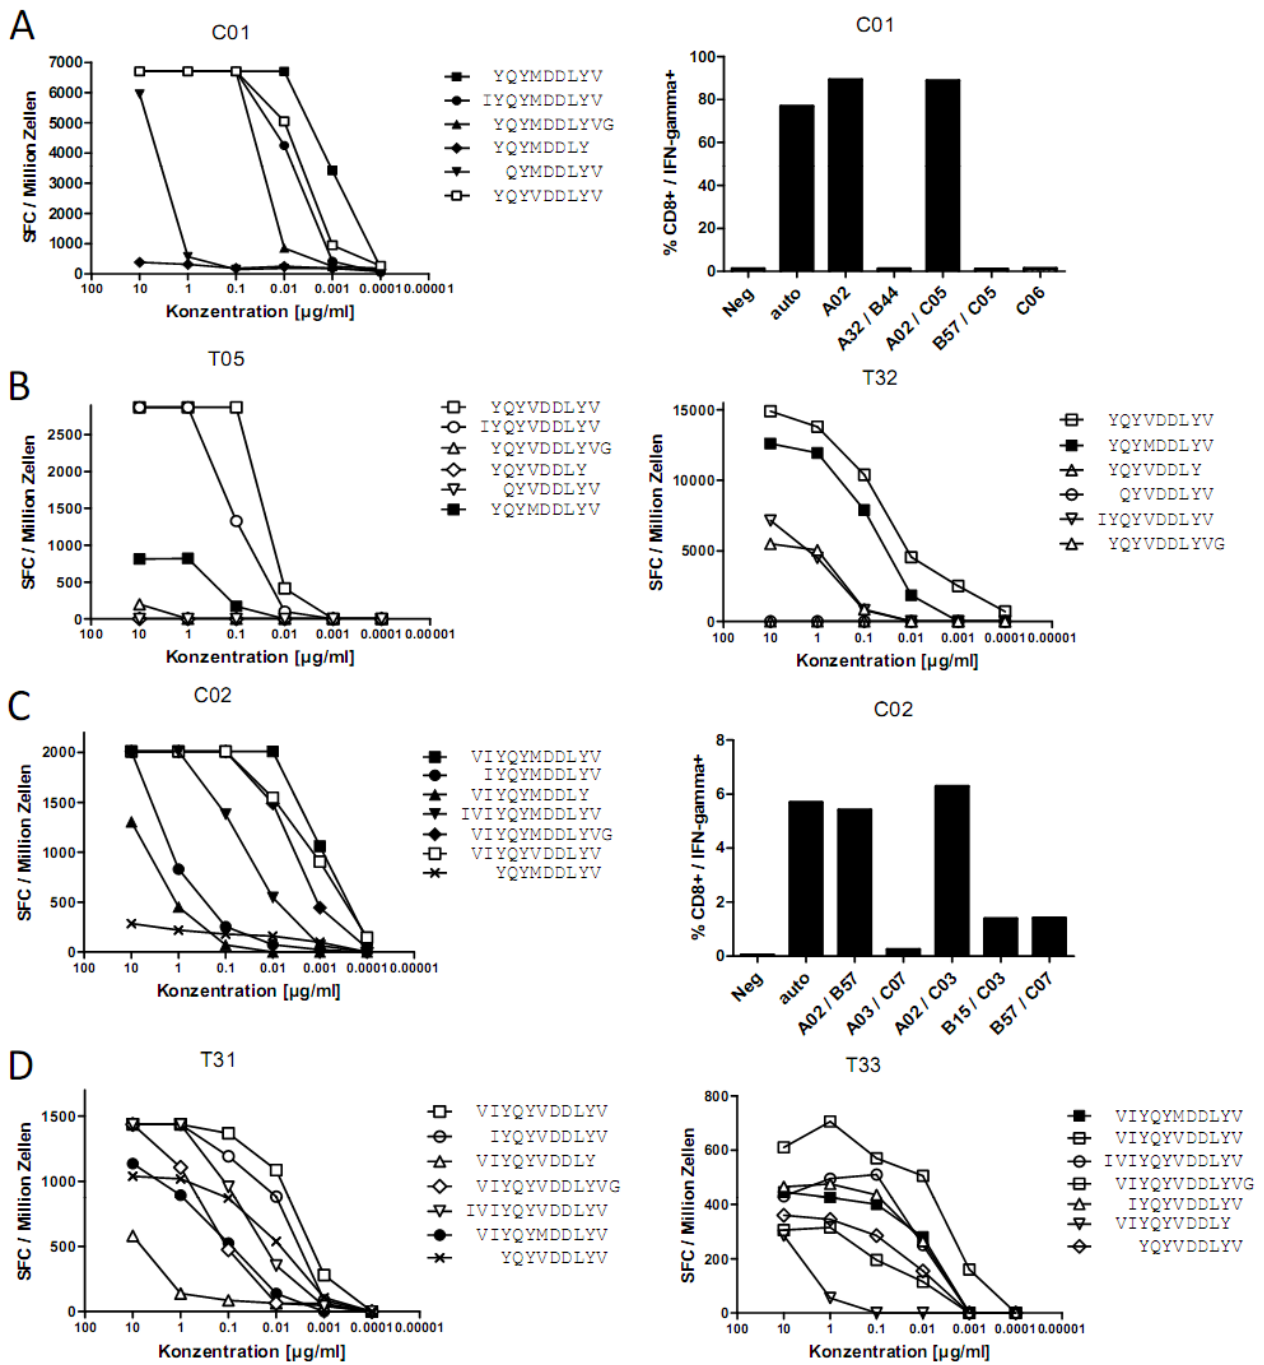 A
C01
SFC / Million Zellen
7000
6000
5000
4000
3000
2000
1000
0
100 10 1 0.1 0.01 0.001 0.0001 0.00001
Konzentration [µg/ml]
YQYMDDLYV
IYQYMDDLYV
YQYMDDLYVG
YQYMDDLY
QYMDDLYV
YQYVDDLYV
C01
% CD8+ / IFN-gamma+
100
80
60
40
20
0
Neg
auto
A02
A32 / B44
A02 / C05
B57 / C05
C06
B
T05
SFC / Million Zellen
2500
2000
1500
1000
500
0
100 10 1 0.1 0.01 0.001 0.0001 0.00001
Konzentration [µg/ml]
YQYVDDLYV
IYQYVDDLYV
YQYVDDLYVG
YQYVDDLY
QYVDDLYV
YQYMDDLYV
T32
SFC / Million Zellen
15000
10000
5000
0
100 10 1 0.1 0.01 0.001 0.0001 0.00001
Konzentration [µg/ml]
YQYVDDLYV
YQYMDDLYV
YQYVDDLY
QYVDDLYV
IYQYVDDLYV
YQYVDDLYVG
C
C02
SFC / Million Zellen
2000
1500
1000
500
0
100 10 1 0.1 0.01 0.001 0.0001 0.00001
Konzentration [µg/ml]
VIYQYMDDLYV
IYQYMDDLYV
VIYQYMDDLY
IVIYQYMDDLYV
VIYQYMDDLYVG
VIYQYVDDLYV
YQYMDDLYV
C02
% CD8+ / IFN-gamma+
8
6
4
2
0
Neg
auto
A02 / B57
A03 / C07
A02 / C03
B15 / C03
B57 / C07
D
T31
SFC / Million Zellen
1500
1000
500
0
100 10 1 0.1 0.01 0.001 0.0001 0.00001
Konzentration [µg/ml]
VIYQYVDDLYV
IYQYVDDLYV
VIYQYVDDLY
VIYQYVDDLYVG
IVIYQYVDDLYV
VIYQYMDDLYV
YQYVDDLYV
T33
SFC / Million Zellen
800
600
400
200
0
100 10 1 0.1 0.01 0.001 0.0001 0.00001
Konzentration [µg/ml]
VIYQYMDDLYV
VIYQYVDDLYV
IVIYQYVDDLYV
VIYQYVDDLYVG
IYQYVDDLYV
VIYQYVDDLY
YQYVDDLYV